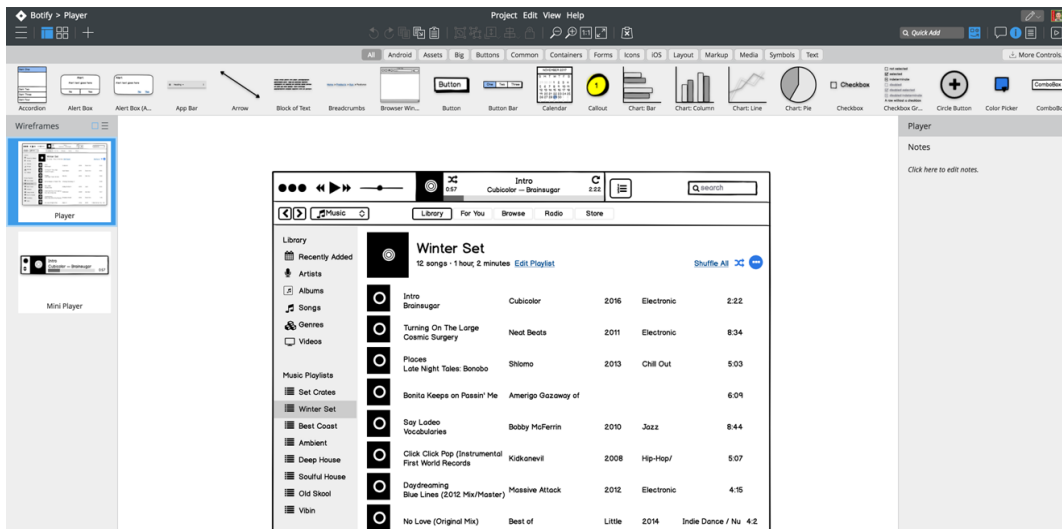 Botify > Player
Project Edit View Help
Quick Add
All Android Assets Big Buttons Common Containers Forms Icons iOS Layout Markup Media Symbols Text
More Controls
Accordion Alert Box Alert Box (A... App Bar Arrow Block of Text Breadcrumbs Browser Win... Button Button Bar Calendar Callout Chart: Bar Chart: Column Chart: Line Chart: Pie Checkbox Checkbox Gr... Circle Button Color Picker ComboBo
Button
1
Checkbox
ComboBox
Wireframes
Player
Mini Player
Player
Notes
Click here to edit notes.
Intro
0:57 Cubicolor — Brainsugar 2:22
search
Music
Library For You Browse Radio Store
Library
Recently Added
Artists
Albums
Songs
Genres
Videos
Music Playlists
Set Crates
Winter Set
Best Coast
Ambient
Deep House
Soulful House
Old Skool
Vibin
Winter Set
12 songs · 1 hour, 2 minutes Edit Playlist
Shuffle All
Intro
Brainsugar
Cubicolor 2016 Electronic 2:22
Turning On The Large
Cosmic Surgery
Neat Beats 2011 Electronic 8:34
Places
Late Night Tales: Bonobo
Shlomo 2013 Chill Out 5:03
Bonita Keeps on Passin' Me Amerigo Gazaway of 6:09
Say Ladeo
Vocabularies
Bobby McFerrin 2010 Jazz 8:44
Click Click Pop (Instrumental
First World Records
Kidkanevil 2008 Hip-Hop/ 5:07
Daydreaming
Blue Lines (2012 Mix/Master)
Massive Attack 2012 Electronic 4:15
No Love (Original Mix) Best of Little 2014 Indie Dance / Nu 4:2